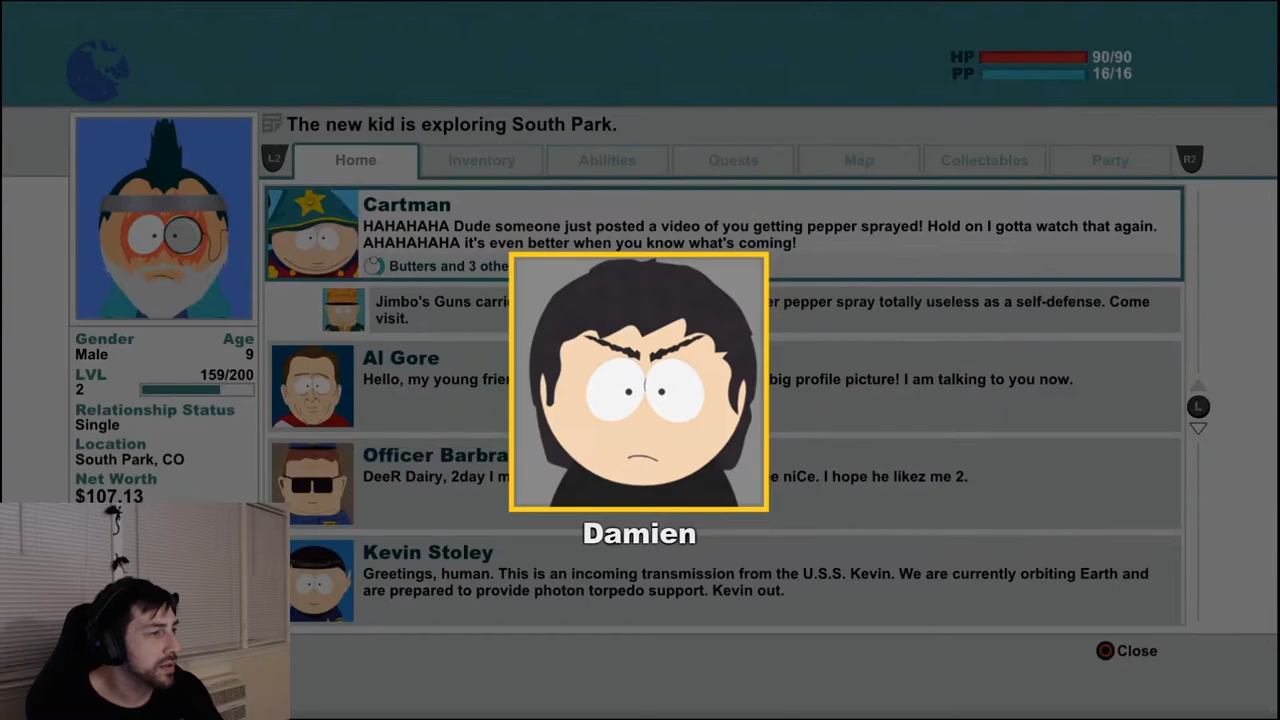 HP 90/90
PP 16/16
The new kid is exploring South Park.
L2 Home Inventory Abilities Quests Map Collectables Party R2
Cartman
HAHAHAHA Dude someone just posted a video of you getting pepper sprayed! Hold on I gotta watch that again.
AHAHAHAHA it's even better when you know what's coming!
Butters and 3 othe
Jimbo's Guns carri er pepper spray totally useless as a self-defense. Come
visit.
Gender Age
Male 9
LVL 159/200
2
Relationship Status
Single
Location
South Park, CO
Net Worth
$107.13
Al Gore
Hello, my young frien big profile picture! I am talking to you now.
L
Officer Barbra
DeeR Dairy, 2day I m e niCe. I hope he likez me 2.
Damien
Kevin Stoley
Greetings, human. This is an incoming transmission from the U.S.S. Kevin. We are currently orbiting Earth and
are prepared to provide photon torpedo support. Kevin out.
Close